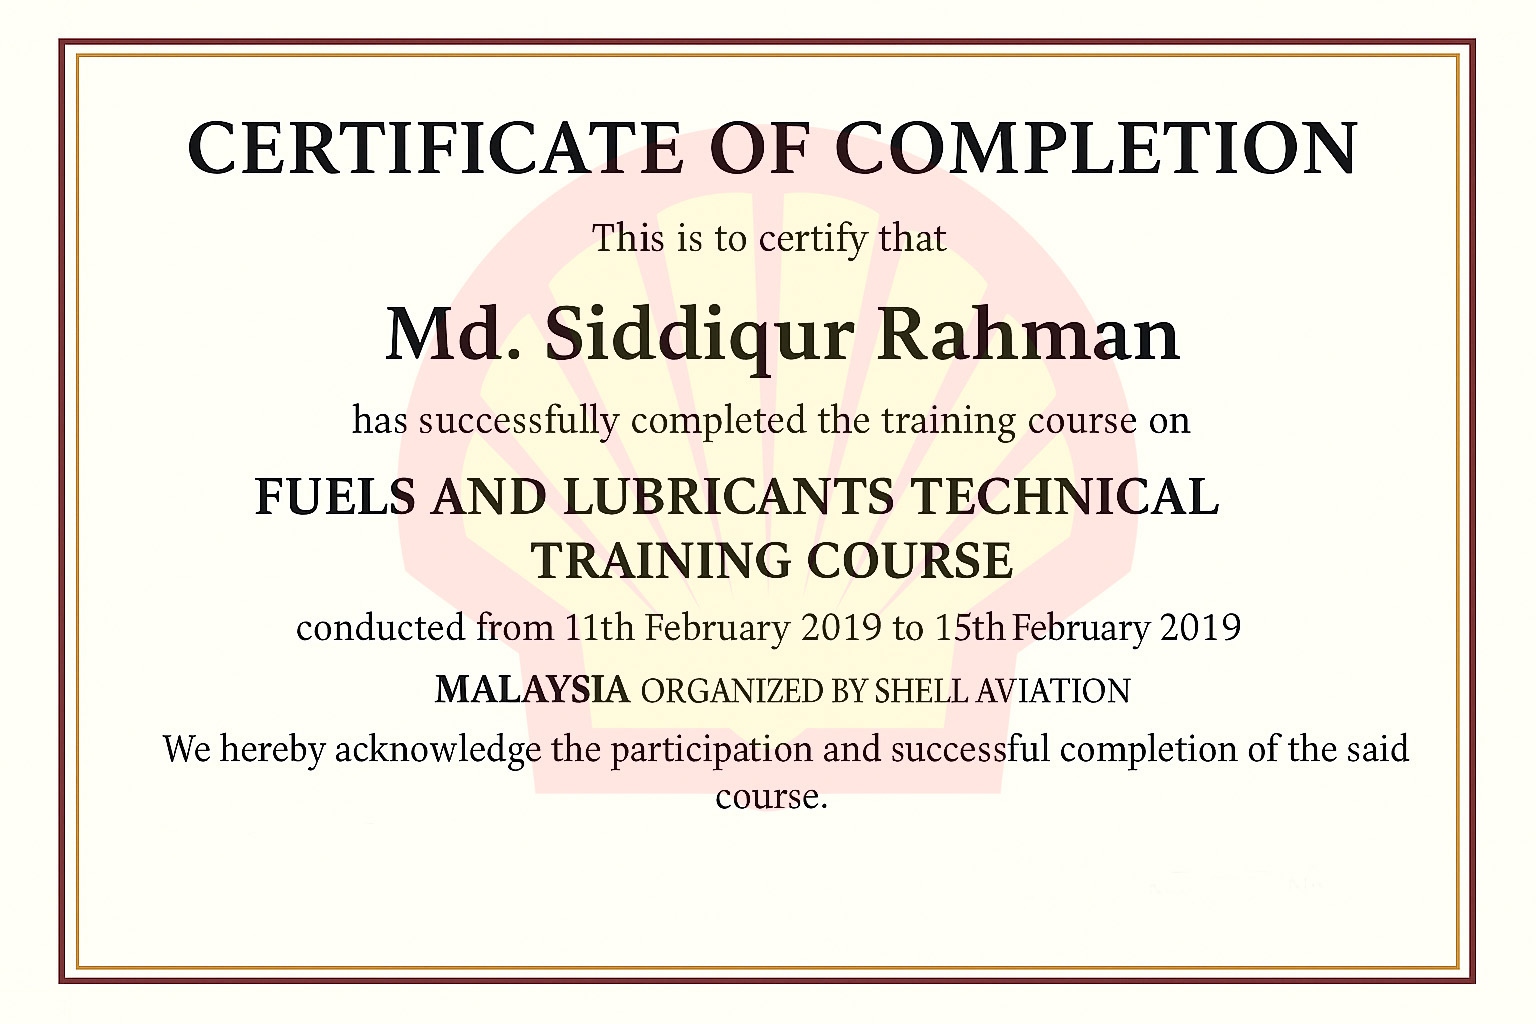 CERTIFICATE OF COMPLETION
This is to certify that
Md. Siddiqur Rahman
has successfully completed the training course on
FUELS AND LUBRICANTS TECHNICAL
TRAINING COURSE
conducted from 11th February 2019 to 15th February 2019
MALAYSIA ORGANIZED BY SHELL AVIATION
We hereby acknowledge the participation and successful completion of the said
course.